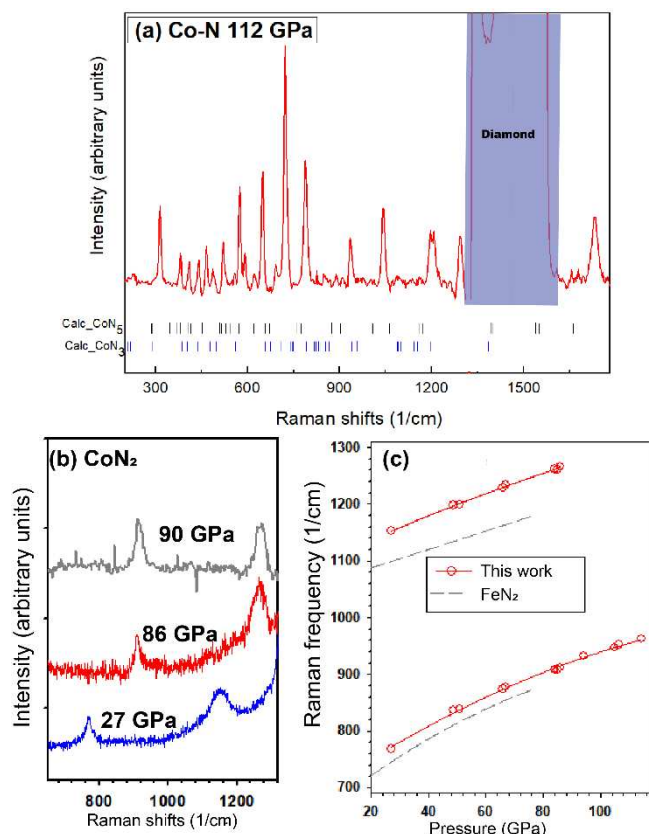 (a) Co-N 112 GPa
Diamond
Intensity (arbitrary units)
Calc_CoN5
Calc_CoN3
300 600 900 1200 1500
Raman shifts (1/cm)
(b) CoN₂
90 GPa
86 GPa
27 GPa
Intensity (arbitrary units)
800 1000 1200
Raman shifts (1/cm)
(c)
1300
1200
1100
1000
900
800
700
This work
FeN₂
Raman frequency (1/cm)
20 40 60 80 100
Pressure (GPa)